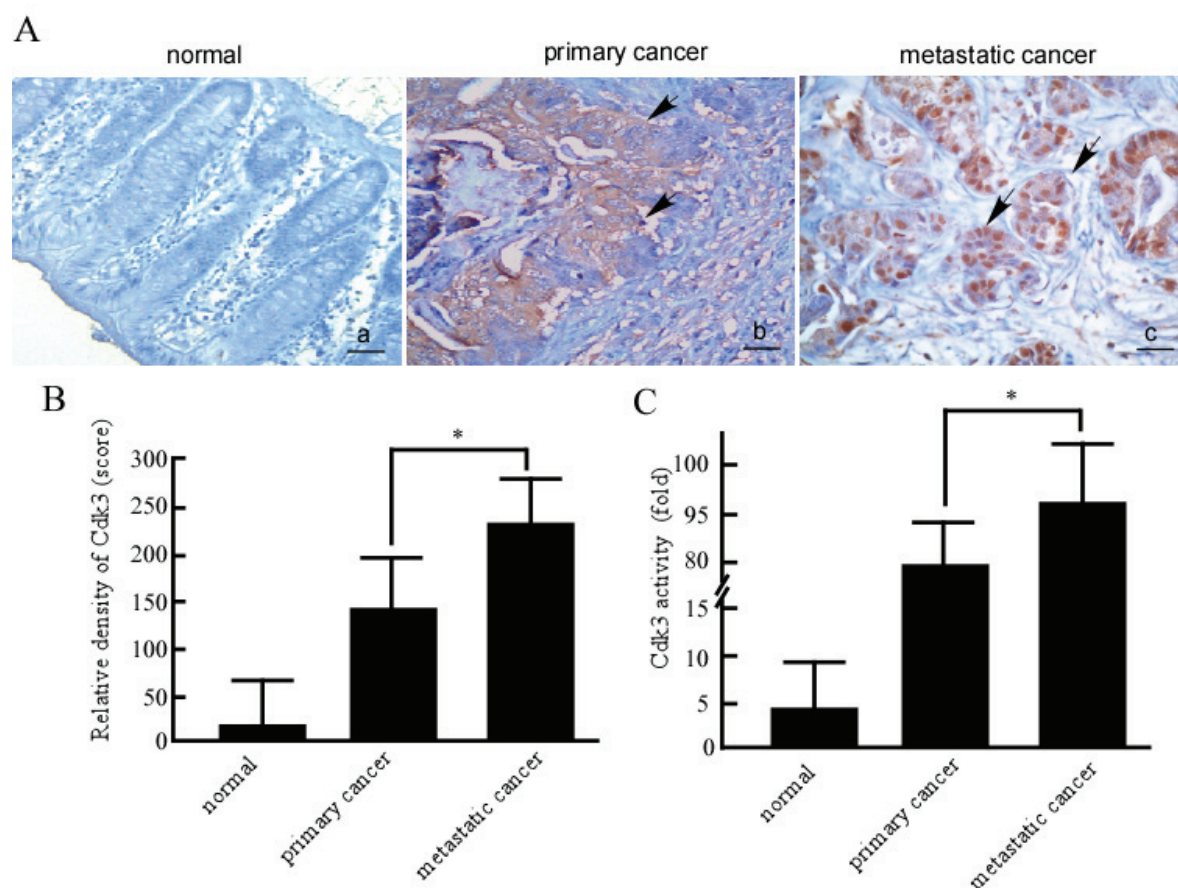 A
normal
primary cancer
metastatic cancer
a
b
c
B
Relative density of Cdk3 (score)
300
250
200
150
100
50
0
*
normal
primary cancer
metastatic cancer
C
Cdk3 activity (fold)
100
95
80
15
10
5
0
*
normal
primary cancer
metastatic cancer